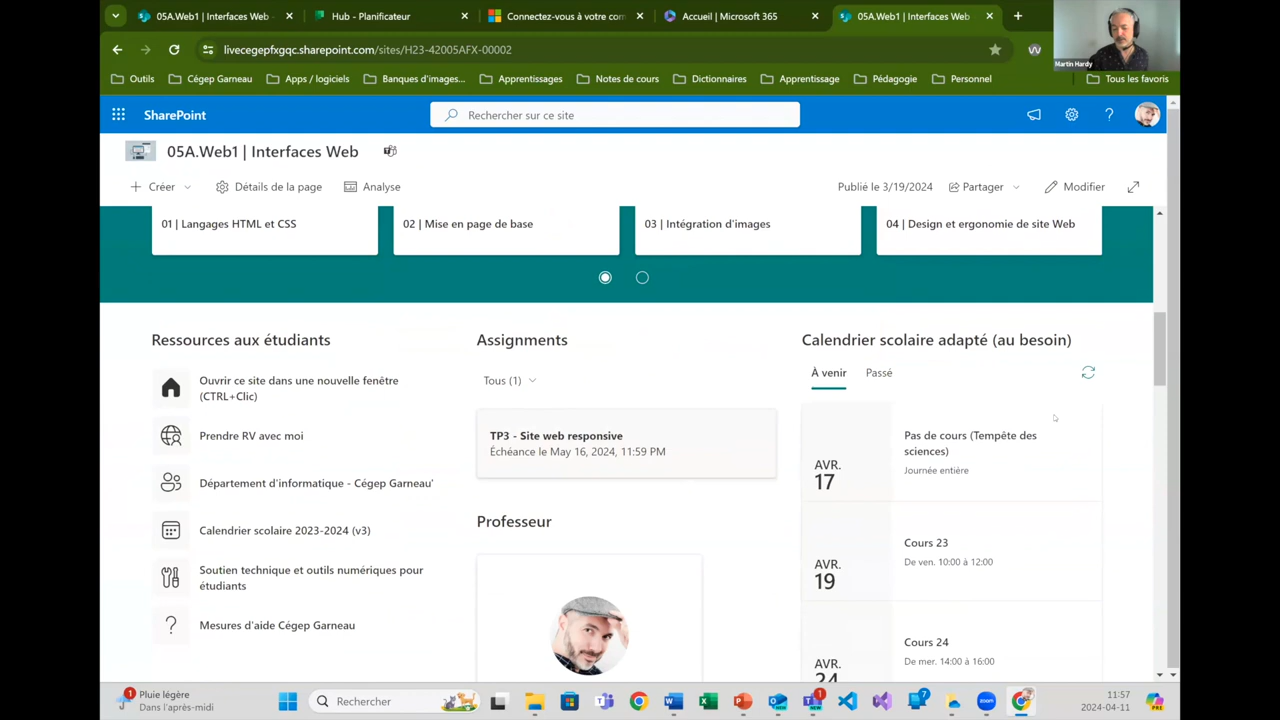 05A.Web1 | Interfaces Web -
Hub - Planificateur
Connectez-vous à votre com
Accueil | Microsoft 365
05A.Web1 | Interfaces Web -
livecegepfxgqc.sharepoint.com/sites/H23-42005AFX-00002
Martin Hardy
Outils
Cégep Garneau
Apps / logiciels
Banques d'images...
Apprentissages
Notes de cours
Dictionnaires
Apprentissage
Pédagogie
Personnel
Tous les favoris
SharePoint
Rechercher sur ce site
05A.Web1 | Interfaces Web
Créer
Détails de la page
Analyse
Publié le 3/19/2024
Partager
Modifier
01 | Langages HTML et CSS
02 | Mise en page de base
03 | Intégration d'images
04 | Design et ergonomie de site Web
Ressources aux étudiants
Ouvrir ce site dans une nouvelle fenêtre
(CTRL+Clic)
Prendre RV avec moi
Département d'informatique - Cégep Garneau'
Calendrier scolaire 2023-2024 (v3)
Soutien technique et outils numériques pour
étudiants
Mesures d'aide Cégep Garneau
Assignments
Tous (1)
TP3 - Site web responsive
Échéance le May 16, 2024, 11:59 PM
Professeur
Calendrier scolaire adapté (au besoin)
À venir
Passé
AVR.
17
Pas de cours (Tempête des
sciences)
Journée entière
AVR.
19
Cours 23
De ven. 10:00 à 12:00
AVR.
24
Cours 24
De mer. 14:00 à 16:00
1
Pluie légère
Dans l'après-midi
Rechercher
1
7
zoom
11:57
2024-04-11